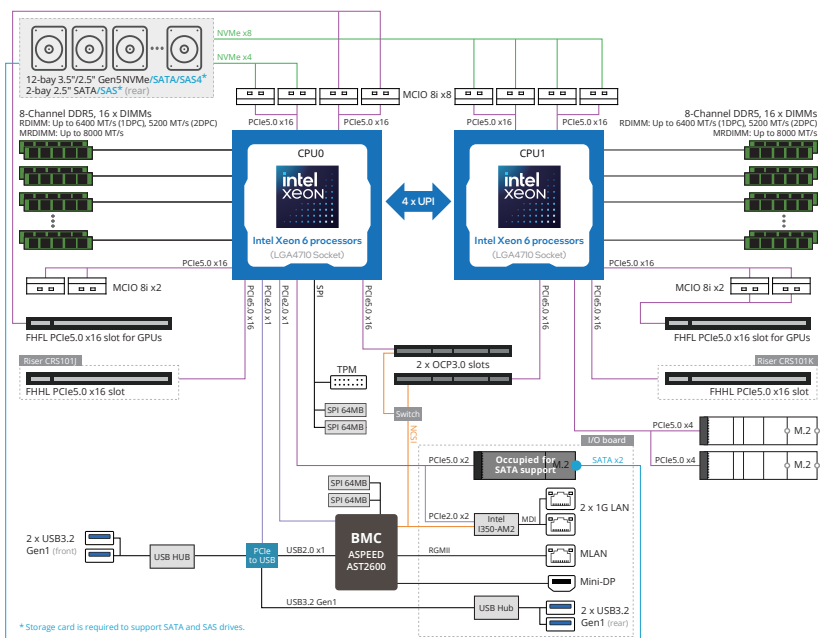 NVMe x8
NVMe x4
12-bay 3.5"/2.5" Gen5 NVMe/SATA/SAS4*
2-bay 2.5" SATA/SAS* (rear)
MCIO 8i x8
PCIe5.0 x16
PCIe5.0 x16
PCIe5.0 x16
PCIe5.0 x16
8-Channel DDR5, 16 x DIMMs
RDIMM: Up to 6400 MT/s (1DPC), 5200 MT/s (2DPC)
MRDIMM: Up to 8000 MT/s
8-Channel DDR5, 16 x DIMMs
RDIMM: Up to 6400 MT/s (1DPC), 5200 MT/s (2DPC)
MRDIMM: Up to 8000 MT/s
CPU0
intel
XEON
Intel Xeon 6 processors
(LGA4710 Socket)
4 x UPI
CPU1
intel
XEON
Intel Xeon 6 processors
(LGA4710 Socket)
PCIe5.0 x16
PCIe5.0 x16
MCIO 8i x2
MCIO 8i x2
PCIe5.0 x16
PCIe2.0 x1
PCIe2.0 x1
SPI
PCIe5.0 x16
PCIe5.0 x16
PCIe5.0 x16
PCIe5.0 x16
FHFL PCIe5.0 x16 slot for GPUs
FHFL PCIe5.0 x16 slot for GPUs
Riser CRS101J
FHHL PCIe5.0 x16 slot
Riser CRS101K
FHHL PCIe5.0 x16 slot
2 x OCP3.0 slots
TPM
SPI 64MB
SPI 64MB
Switch
NCSI
PCIe5.0 x4
M.2
PCIe5.0 x4
M.2
I/O board
PCIe5.0 x2
Occupied for
SATA support
M.2
SATA x2
SPI 64MB
SPI 64MB
PCIe2.0 x2
Intel
I350-AM2
MDI
2 x 1G LAN
2 x USB3.2
Gen1 (front)
USB HUB
PCIe
to USB
USB2.0 x1
BMC
ASPEED
AST2600
RGMII
MLAN
Mini-DP
USB3.2 Gen1
USB Hub
2 x USB3.2
Gen1 (rear)
* Storage card is required to support SATA and SAS drives.